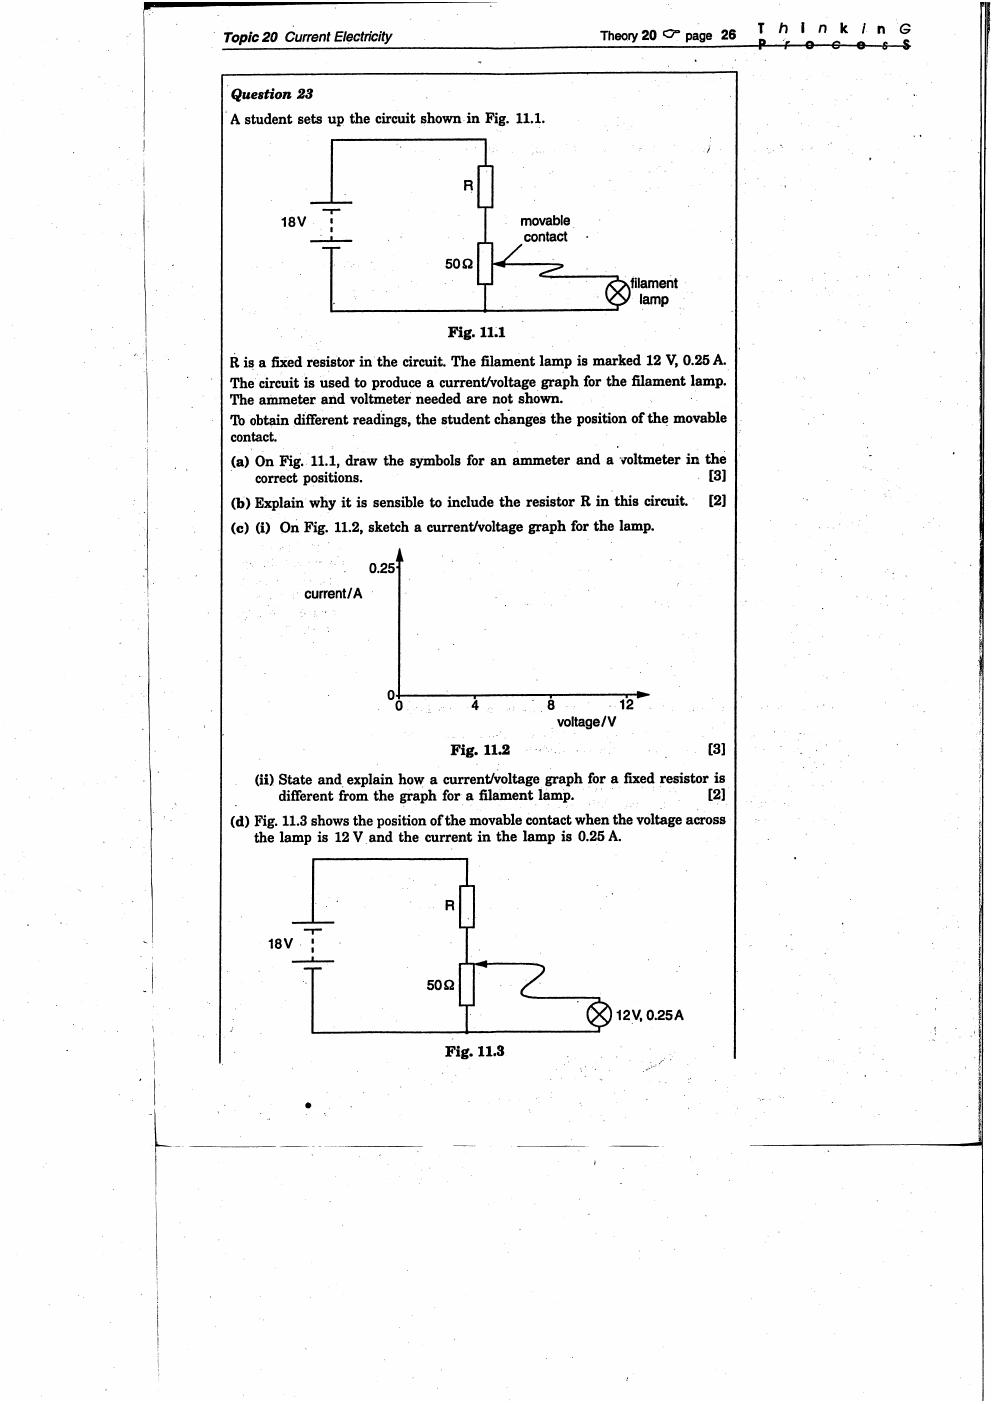 Topic 20 Current Electricity Theory 20 ☞ page 26 T h i n k i n G
P r o c e s S
Question 23
A student sets up the circuit shown in Fig. 11.1.
R
18V
movable
contact
50Ω
filament
lamp
Fig. 11.1
R is a fixed resistor in the circuit. The filament lamp is marked 12 V, 0.25 A.
The circuit is used to produce a current/voltage graph for the filament lamp.
The ammeter and voltmeter needed are not shown.
To obtain different readings, the student changes the position of the movable
contact.
(a) On Fig. 11.1, draw the symbols for an ammeter and a voltmeter in the
correct positions. [3]
(b) Explain why it is sensible to include the resistor R in this circuit. [2]
(c) (i) On Fig. 11.2, sketch a current/voltage graph for the lamp.
0.25
current/A
0
0 4 8 12
voltage/V
Fig. 11.2 [3]
(ii) State and explain how a current/voltage graph for a fixed resistor is
different from the graph for a filament lamp. [2]
(d) Fig. 11.3 shows the position of the movable contact when the voltage across
the lamp is 12 V and the current in the lamp is 0.25 A.
R
18V
50Ω
12V, 0.25A
Fig. 11.3